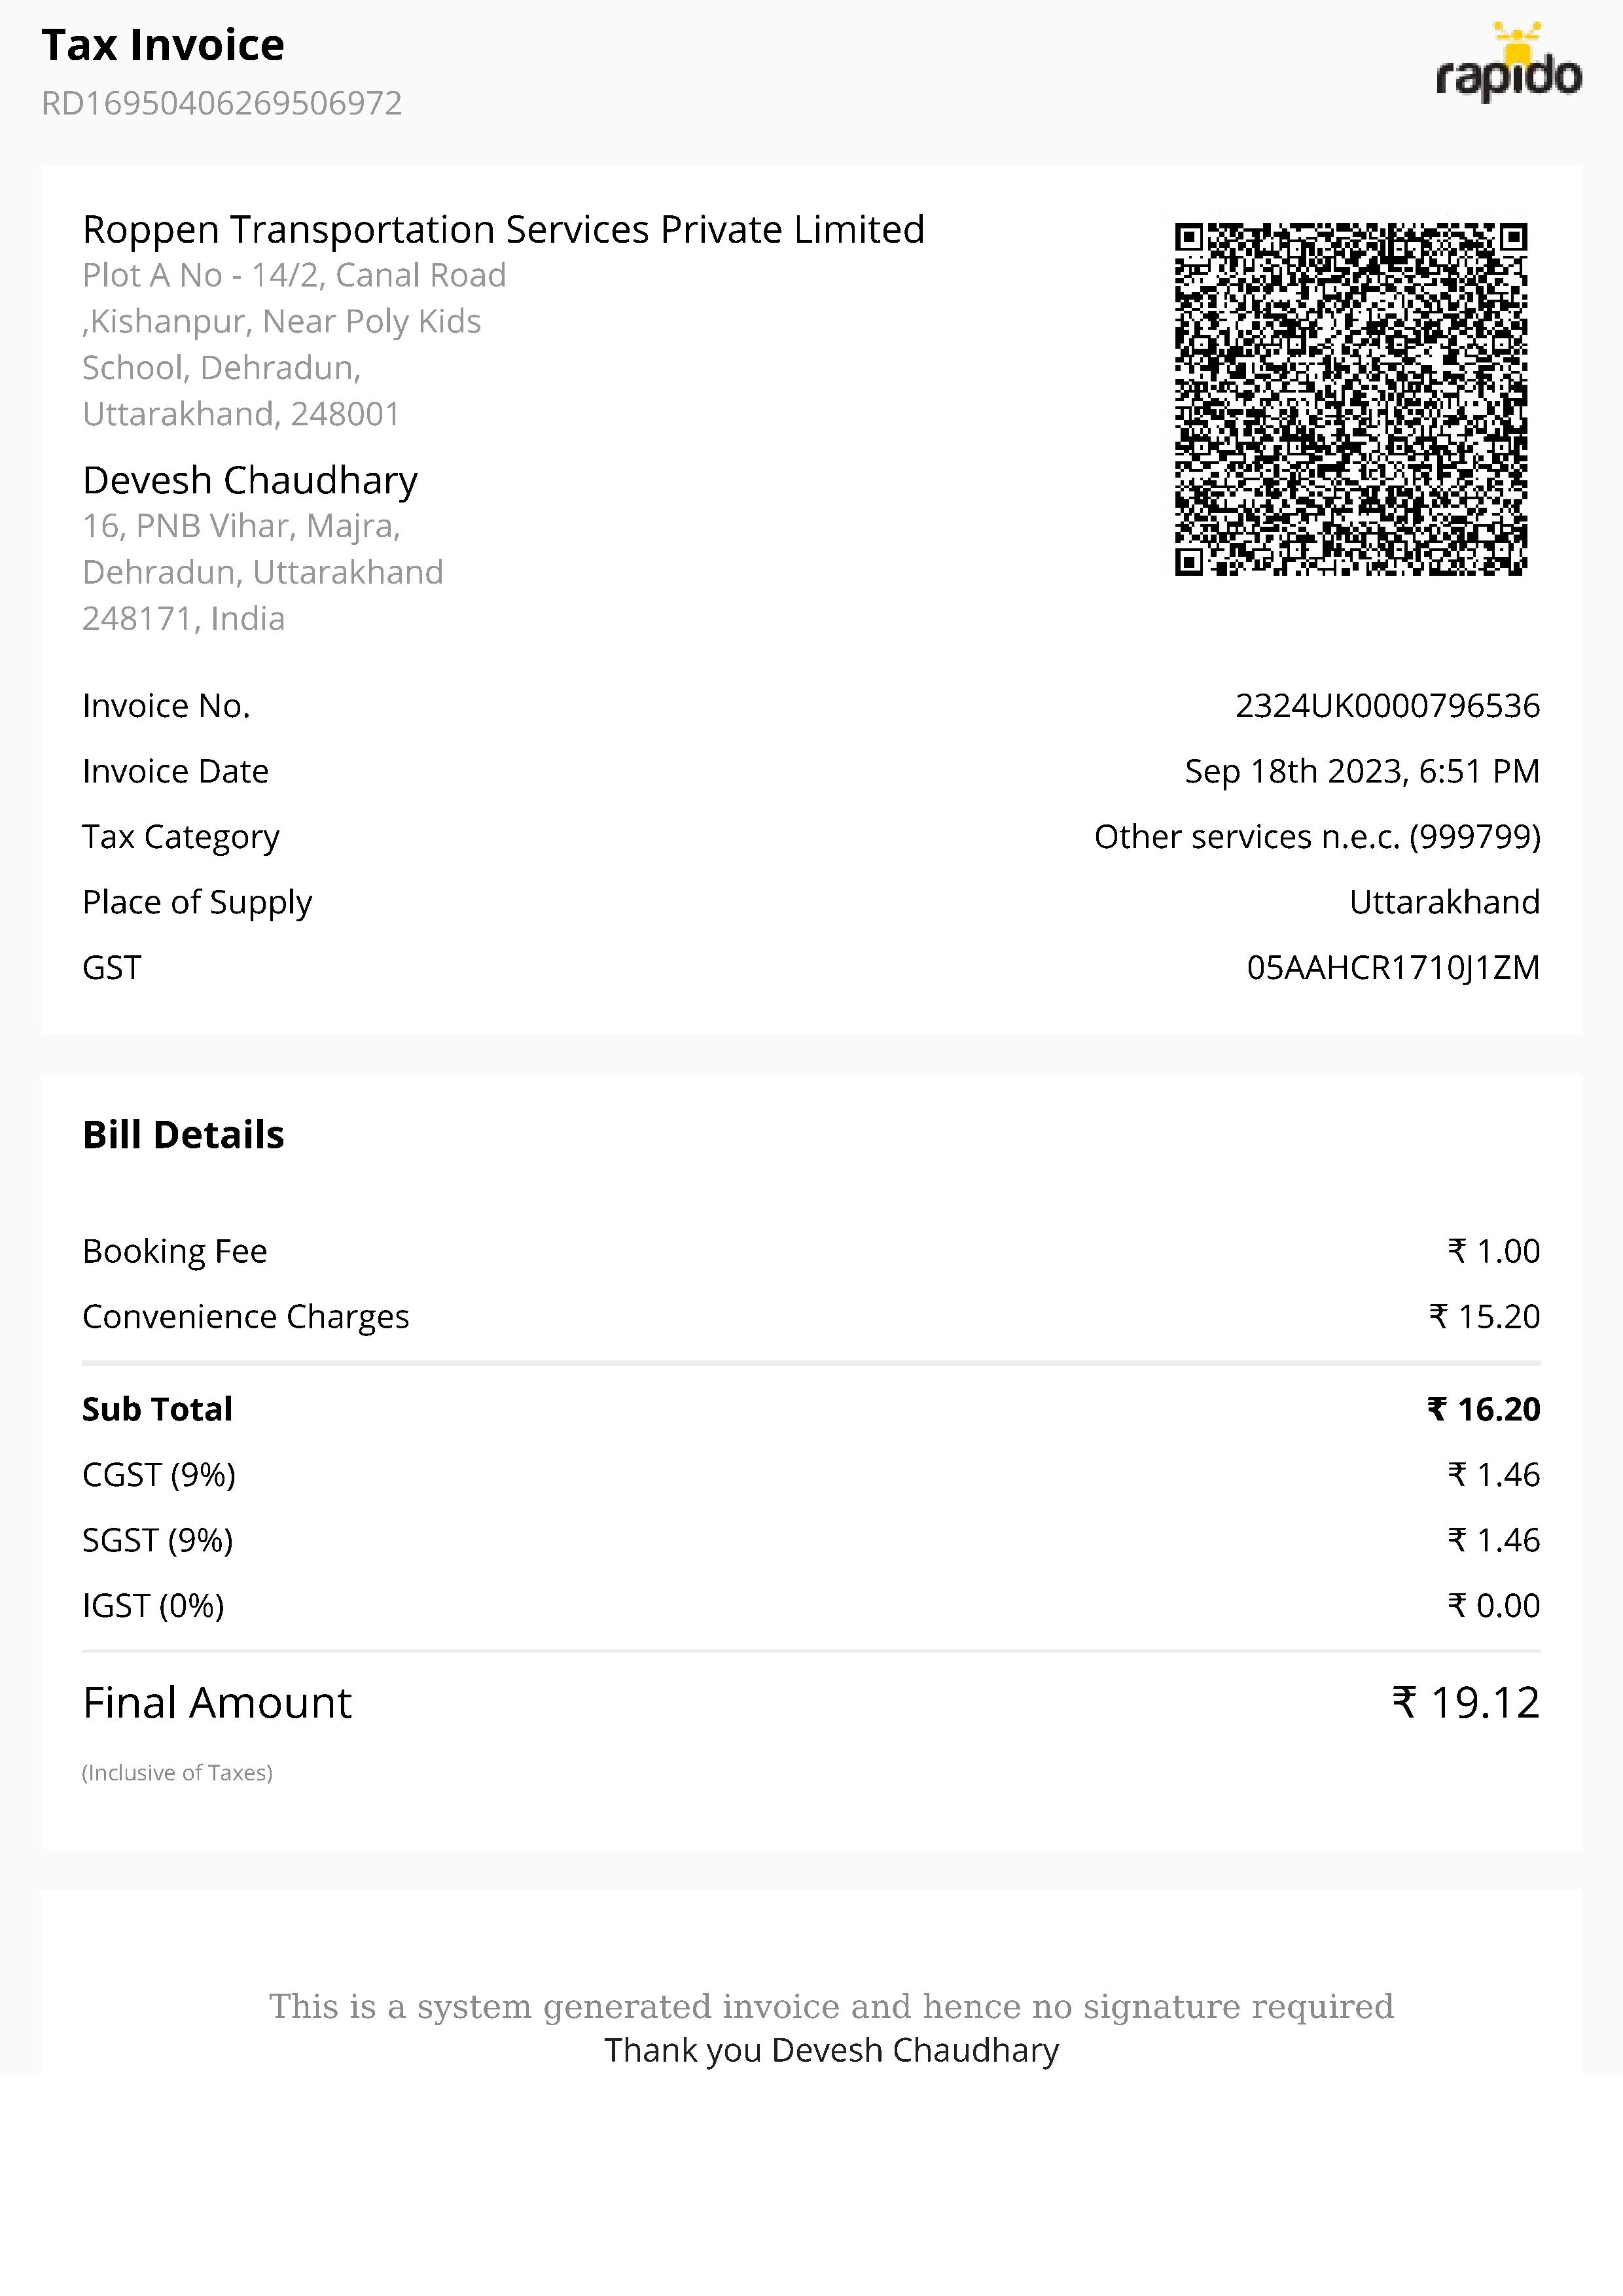 Tax Invoice
rapido
RD16950406269506972
Roppen Transportation Services Private Limited
Plot A No - 14/2, Canal Road
,Kishanpur, Near Poly Kids
School, Dehradun,
Uttarakhand, 248001
Devesh Chaudhary
16, PNB Vihar, Majra,
Dehradun, Uttarakhand
248171, India
Invoice No. 2324UK0000796536
Invoice Date Sep 18th 2023, 6:51 PM
Tax Category Other services n.e.c. (999799)
Place of Supply Uttarakhand
GST 05AAHCR1710J1ZM
Bill Details
Booking Fee ₹ 1.00
Convenience Charges ₹ 15.20
Sub Total ₹ 16.20
CGST (9%) ₹ 1.46
SGST (9%) ₹ 1.46
IGST (0%) ₹ 0.00
Final Amount ₹ 19.12
(Inclusive of Taxes)
This is a system generated invoice and hence no signature required
Thank you Devesh Chaudhary